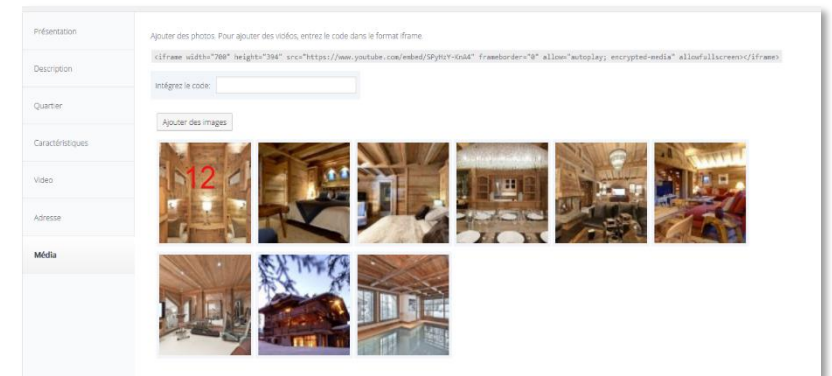 Présentation
Description
Quartier
Caractéristiques
Video
Adresse
Média
Ajouter des photos. Pour ajouter des vidéos, entrez le code dans le format iframe.
<iframe width="700" height="394" src="https://www.youtube.com/embed/SPyHzY-KnA4" frameborder="0" allow="autoplay; encrypted-media" allowfullscreen></iframe>
Intégrez le code:
Ajouter des images
12